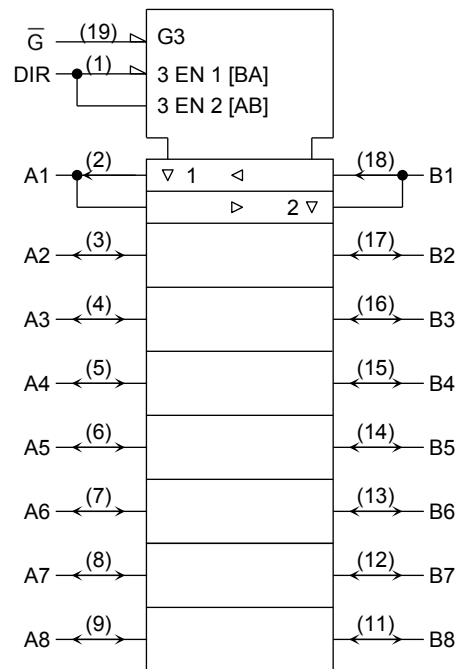 G̅ (19) G3
DIR (1) 3 EN 1 [BA]
3 EN 2 [AB]
A1 (2) ▽ 1 ◁ (18) B1
▷ 2 ▽
A2 (3) (17) B2
A3 (4) (16) B3
A4 (5) (15) B4
A5 (6) (14) B5
A6 (7) (13) B6
A7 (8) (12) B7
A8 (9) (11) B8